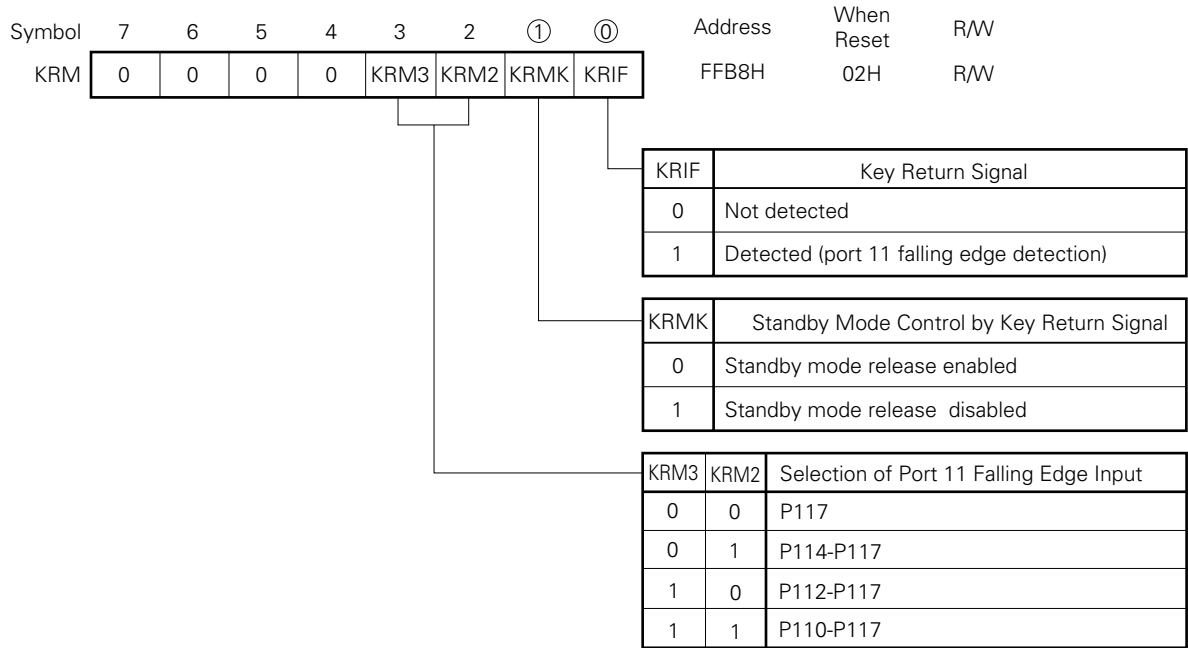 Symbol 7 6 5 4 3 2 ① ⓪ Address When Reset R/W
KRM 0 0 0 0 KRM3 KRM2 KRMK KRIF FFB8H 02H R/W
KRIF Key Return Signal
0 Not detected
1 Detected (port 11 falling edge detection)
KRMK Standby Mode Control by Key Return Signal
0 Standby mode release enabled
1 Standby mode release disabled
KRM3 KRM2 Selection of Port 11 Falling Edge Input
0 0 P117
0 1 P114-P117
1 0 P112-P117
1 1 P110-P117